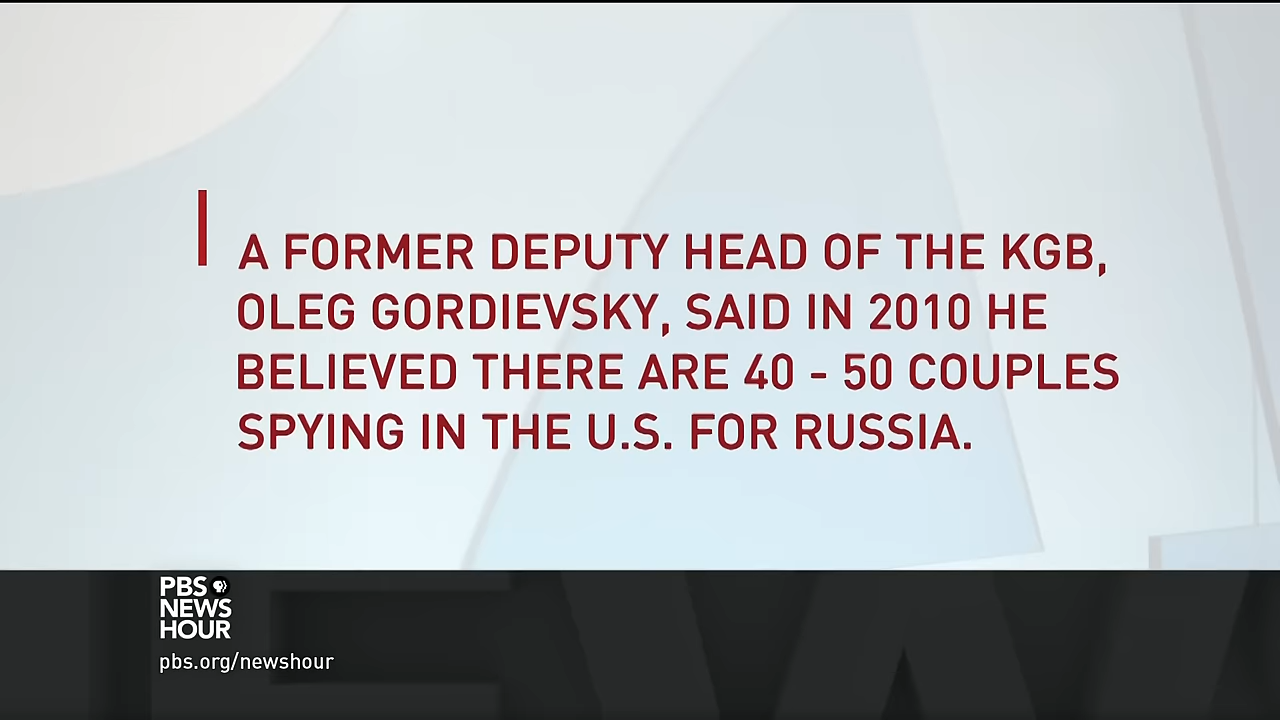 A FORMER DEPUTY HEAD OF THE KGB,
OLEG GORDIEVSKY, SAID IN 2010 HE
BELIEVED THERE ARE 40 - 50 COUPLES
SPYING IN THE U.S. FOR RUSSIA.
PBS
NEWS
HOUR
pbs.org/newshour